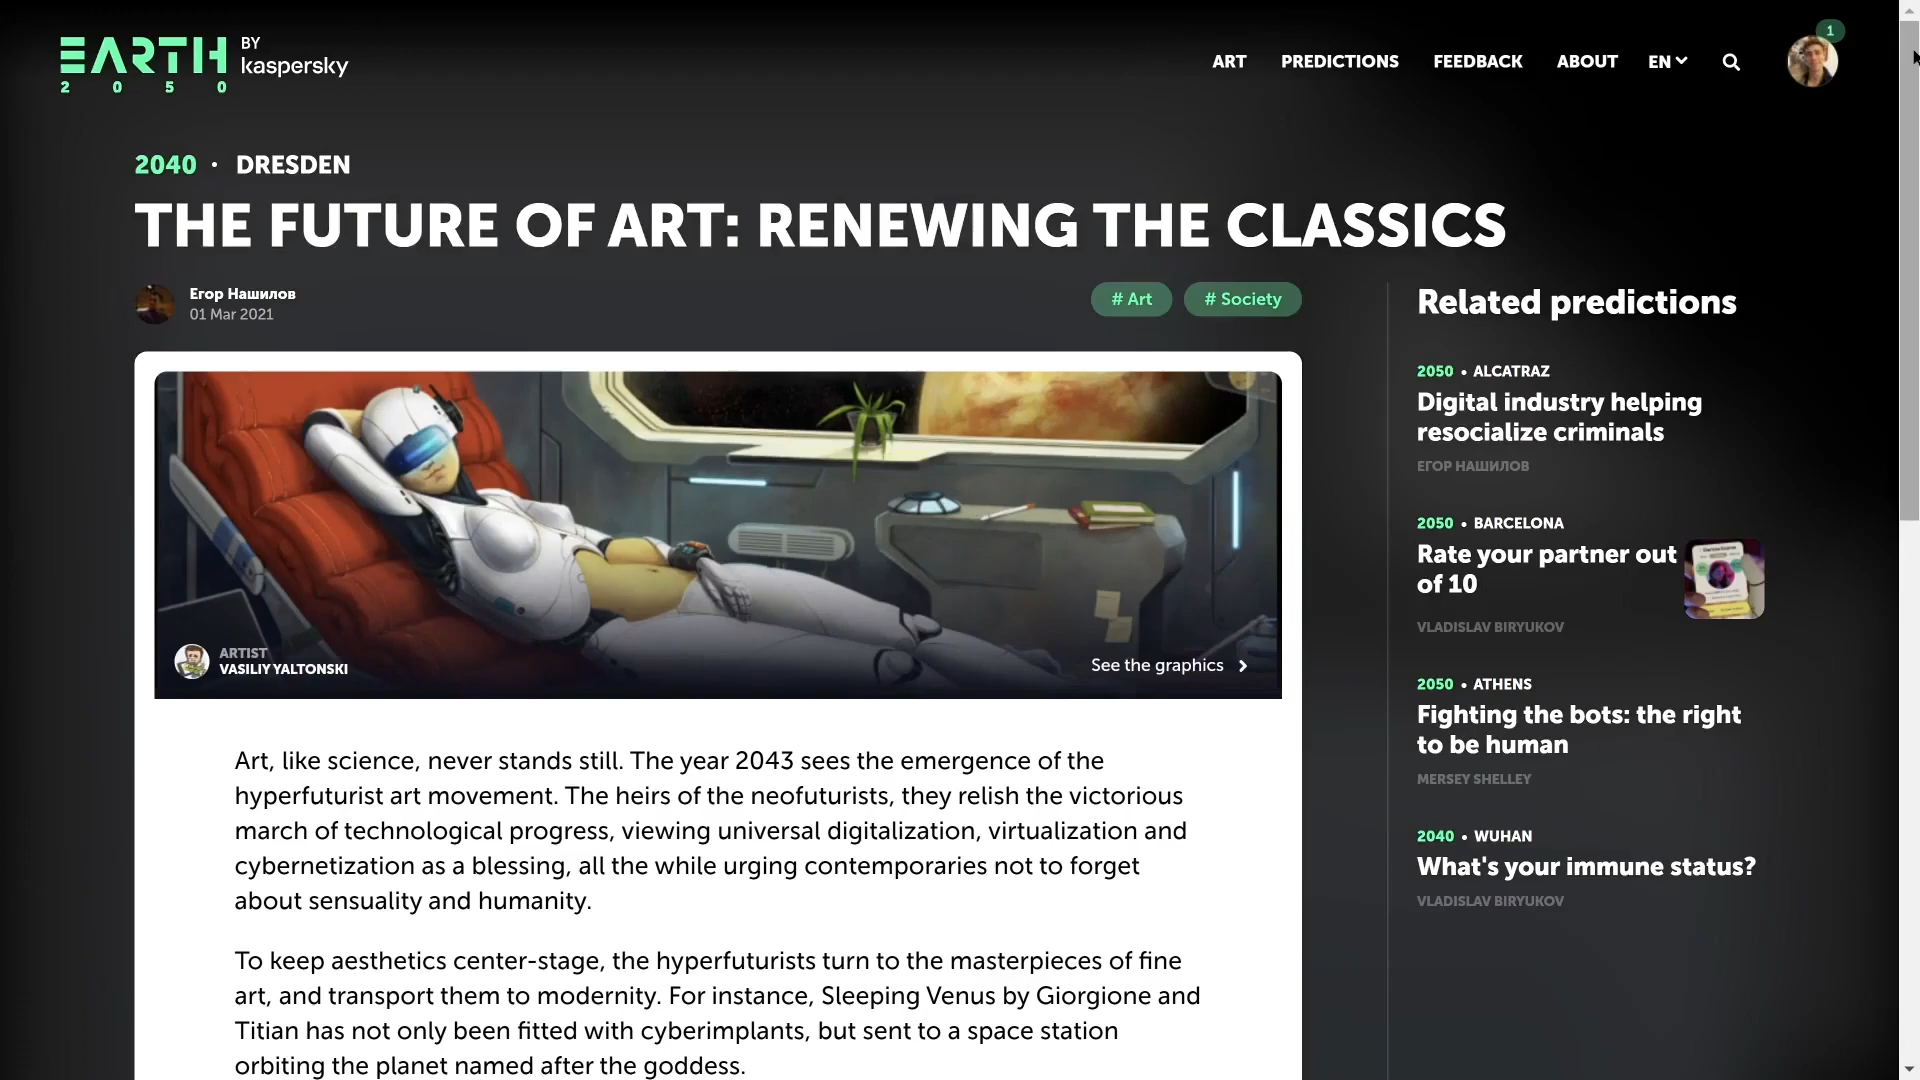 EARTH BY
kaspersky
2050
ART PREDICTIONS FEEDBACK ABOUT EN
1
2040 · DRESDEN
THE FUTURE OF ART: RENEWING THE CLASSICS
Егор Нашилов
01 Mar 2021
# Art # Society
ARTIST
VASILIY YALTONSKI
See the graphics
Art, like science, never stands still. The year 2043 sees the emergence of the
hyperfuturist art movement. The heirs of the neofuturists, they relish the victorious
march of technological progress, viewing universal digitalization, virtualization and
cybernetization as a blessing, all the while urging contemporaries not to forget
about sensuality and humanity.
To keep aesthetics center-stage, the hyperfuturists turn to the masterpieces of fine
art, and transport them to modernity. For instance, Sleeping Venus by Giorgione and
Titian has not only been fitted with cyberimplants, but sent to a space station
orbiting the planet named after the goddess.
Related predictions
2050 • ALCATRAZ
Digital industry helping
resocialize criminals
ЕГОР НАШИЛОВ
2050 • BARCELONA
Rate your partner out
of 10
VLADISLAV BIRYUKOV
2050 • ATHENS
Fighting the bots: the right
to be human
MERSEY SHELLEY
2040 • WUHAN
What's your immune status?
VLADISLAV BIRYUKOV